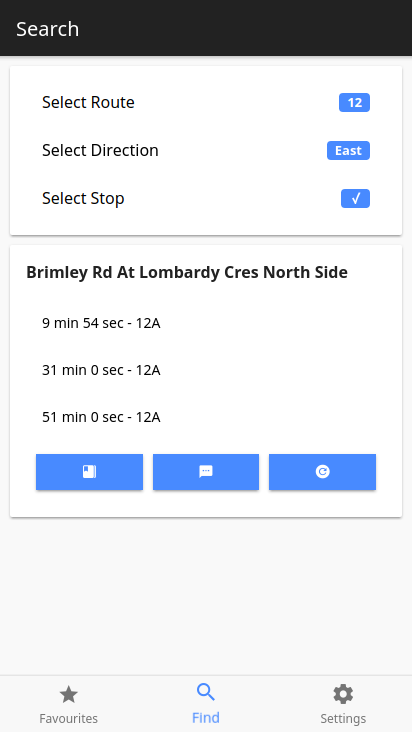 Search
Select Route 12
Select Direction East
Select Stop √
Brimley Rd At Lombardy Cres North Side
9 min 54 sec - 12A
31 min 0 sec - 12A
51 min 0 sec - 12A
Favourites Find Settings